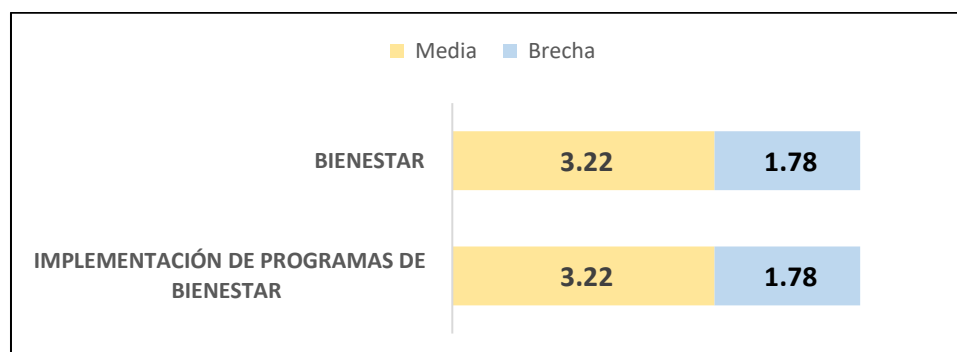 Media Brecha
BIENESTAR
3.22 1.78
IMPLEMENTACIÓN DE PROGRAMAS DE
BIENESTAR
3.22 1.78